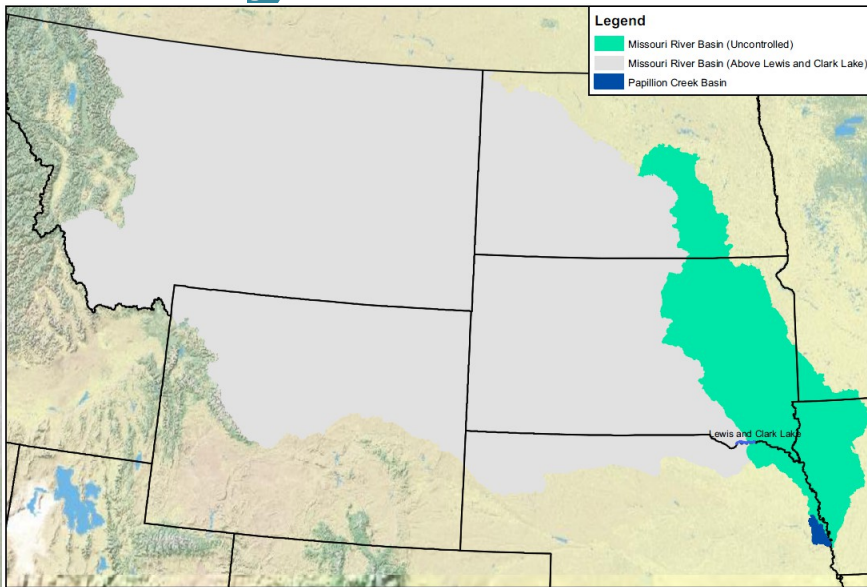 Legend
Missouri River Basin (Uncontrolled)
Missouri River Basin (Above Lewis and Clark Lake)
Papillion Creek Basin
Lewis and Clark Lake